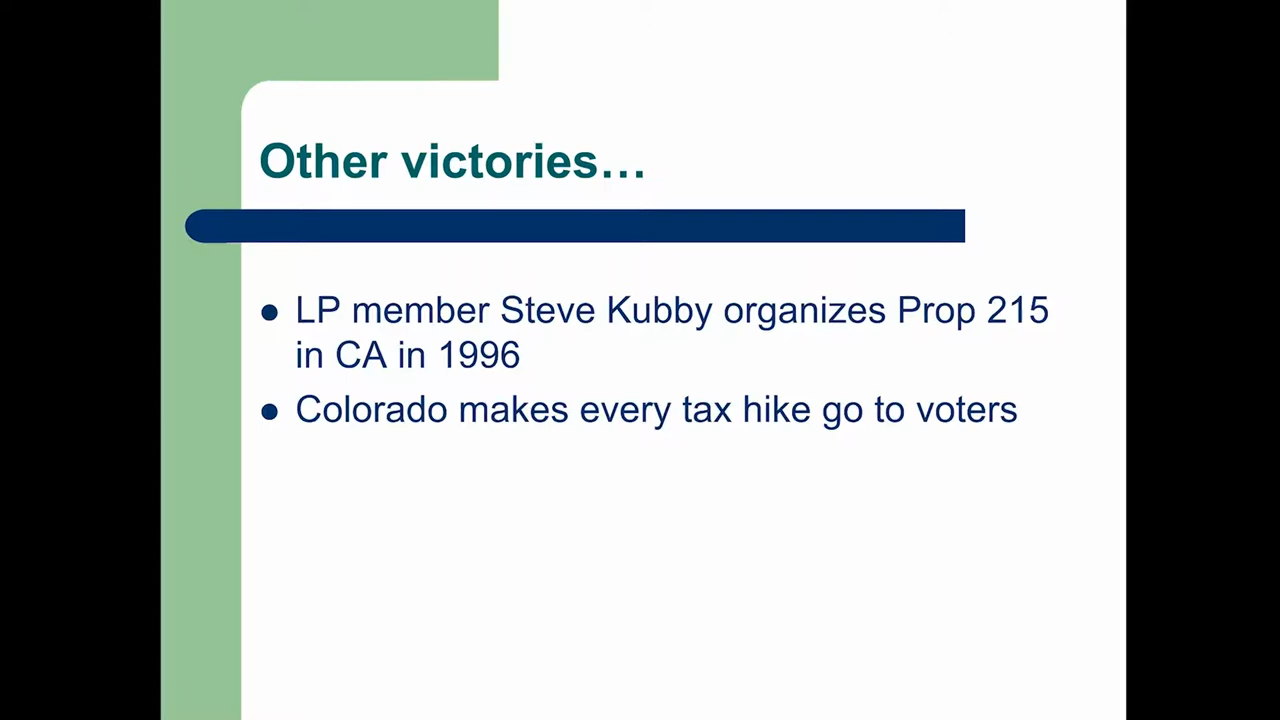 Other victories…
● LP member Steve Kubby organizes Prop 215
in CA in 1996
● Colorado makes every tax hike go to voters